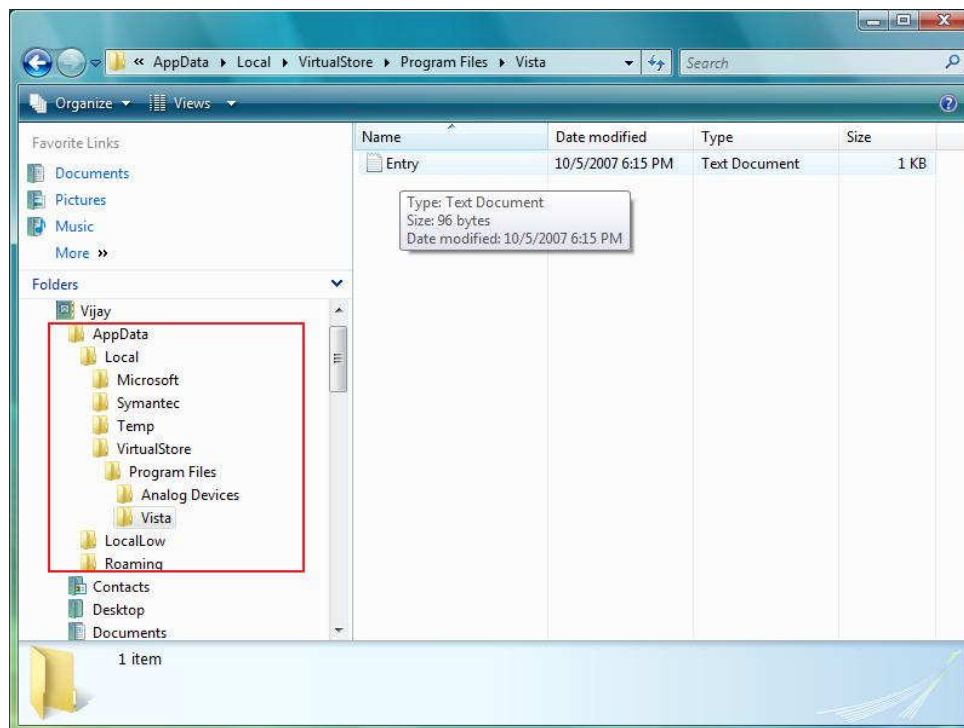 « AppData Local VirtualStore Program Files Vista Search
Organize Views
Favorite Links
Documents
Pictures
Music
More »
Folders
Vijay
AppData
Local
Microsoft
Symantec
Temp
VirtualStore
Program Files
Analog Devices
Vista
LocalLow
Roaming
Contacts
Desktop
Documents
Name Date modified Type Size
Entry 10/5/2007 6:15 PM Text Document 1 KB
Type: Text Document
Size: 96 bytes
Date modified: 10/5/2007 6:15 PM
1 item